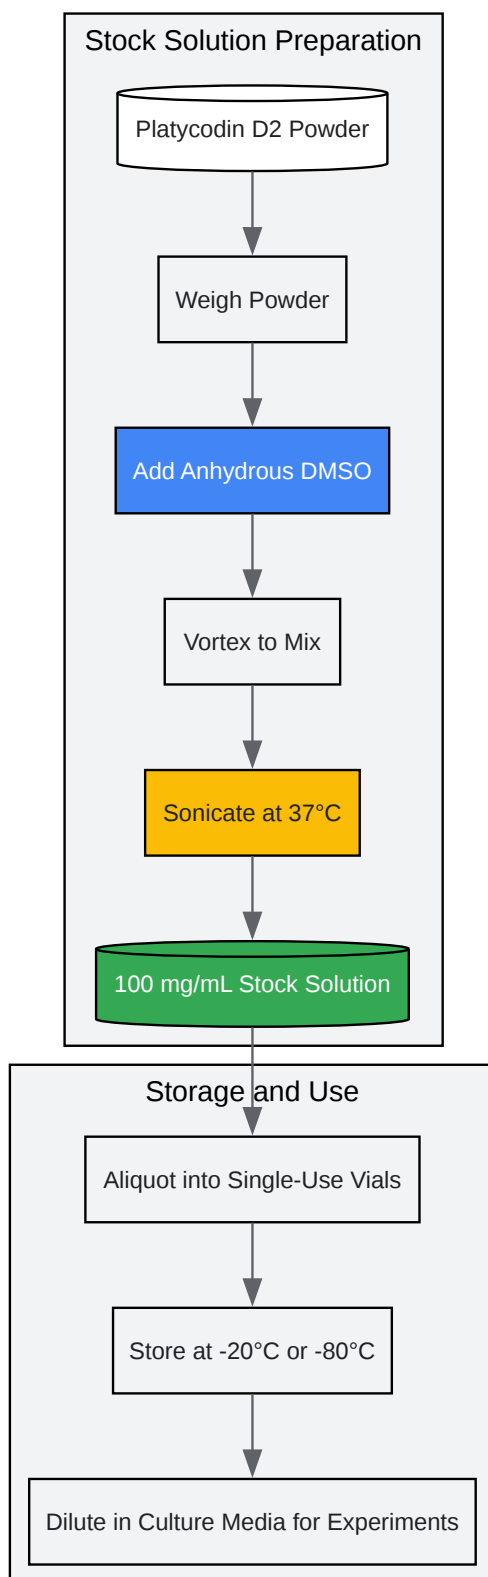 Stock Solution Preparation
Platycodin D2 Powder
Weigh Powder
Add Anhydrous DMSO
Vortex to Mix
Sonicate at 37°C
100 mg/mL Stock Solution
Storage and Use
Aliquot into Single-Use Vials
Store at -20°C or -80°C
Dilute in Culture Media for Experiments